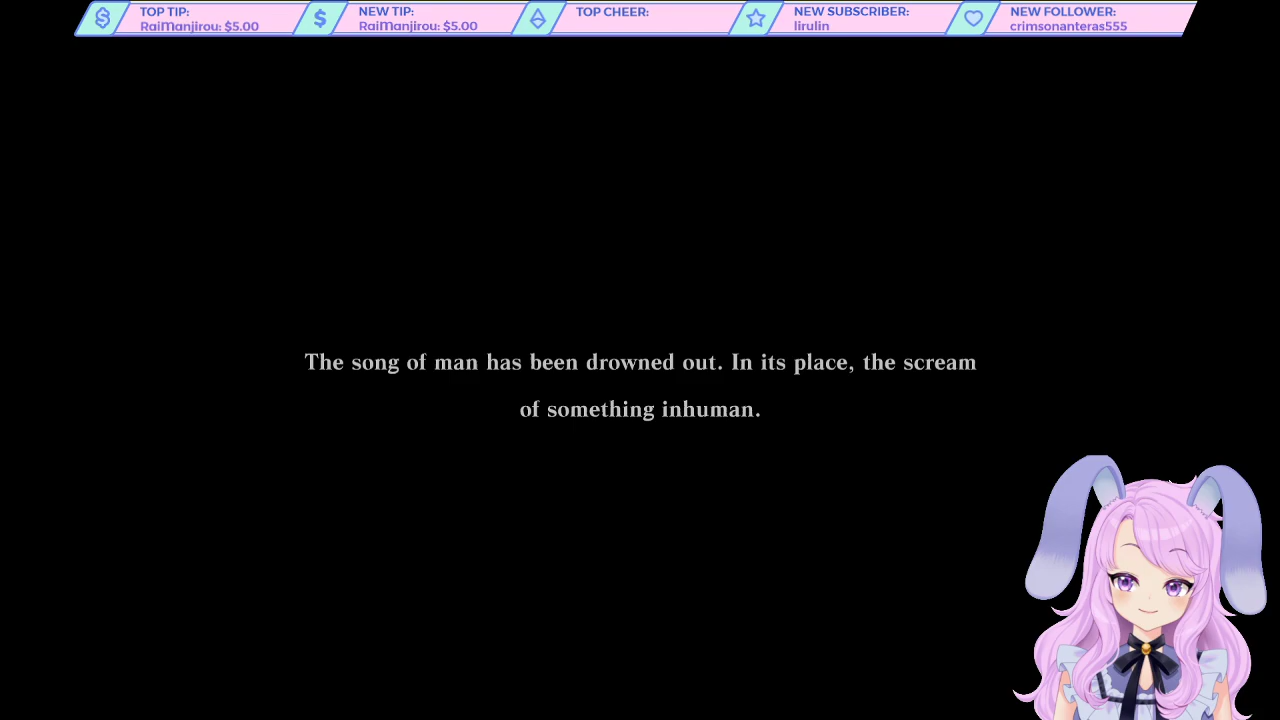 TOP TIP:
RaiManjirou: $5.00
NEW TIP:
RaiManjirou: $5.00
TOP CHEER:
NEW SUBSCRIBER:
lirulin
NEW FOLLOWER:
crimsonanteras555
The song of man has been drowned out. In its place, the scream
of something inhuman.